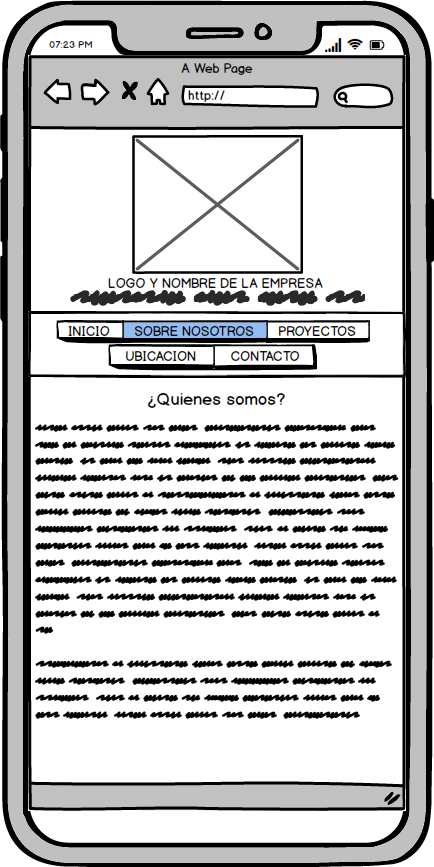 07:23 PM
A Web Page
http://
LOGO Y NOMBRE DE LA EMPRESA
INICIO SOBRE NOSOTROS PROYECTOS
UBICACION CONTACTO
¿Quienes somos?